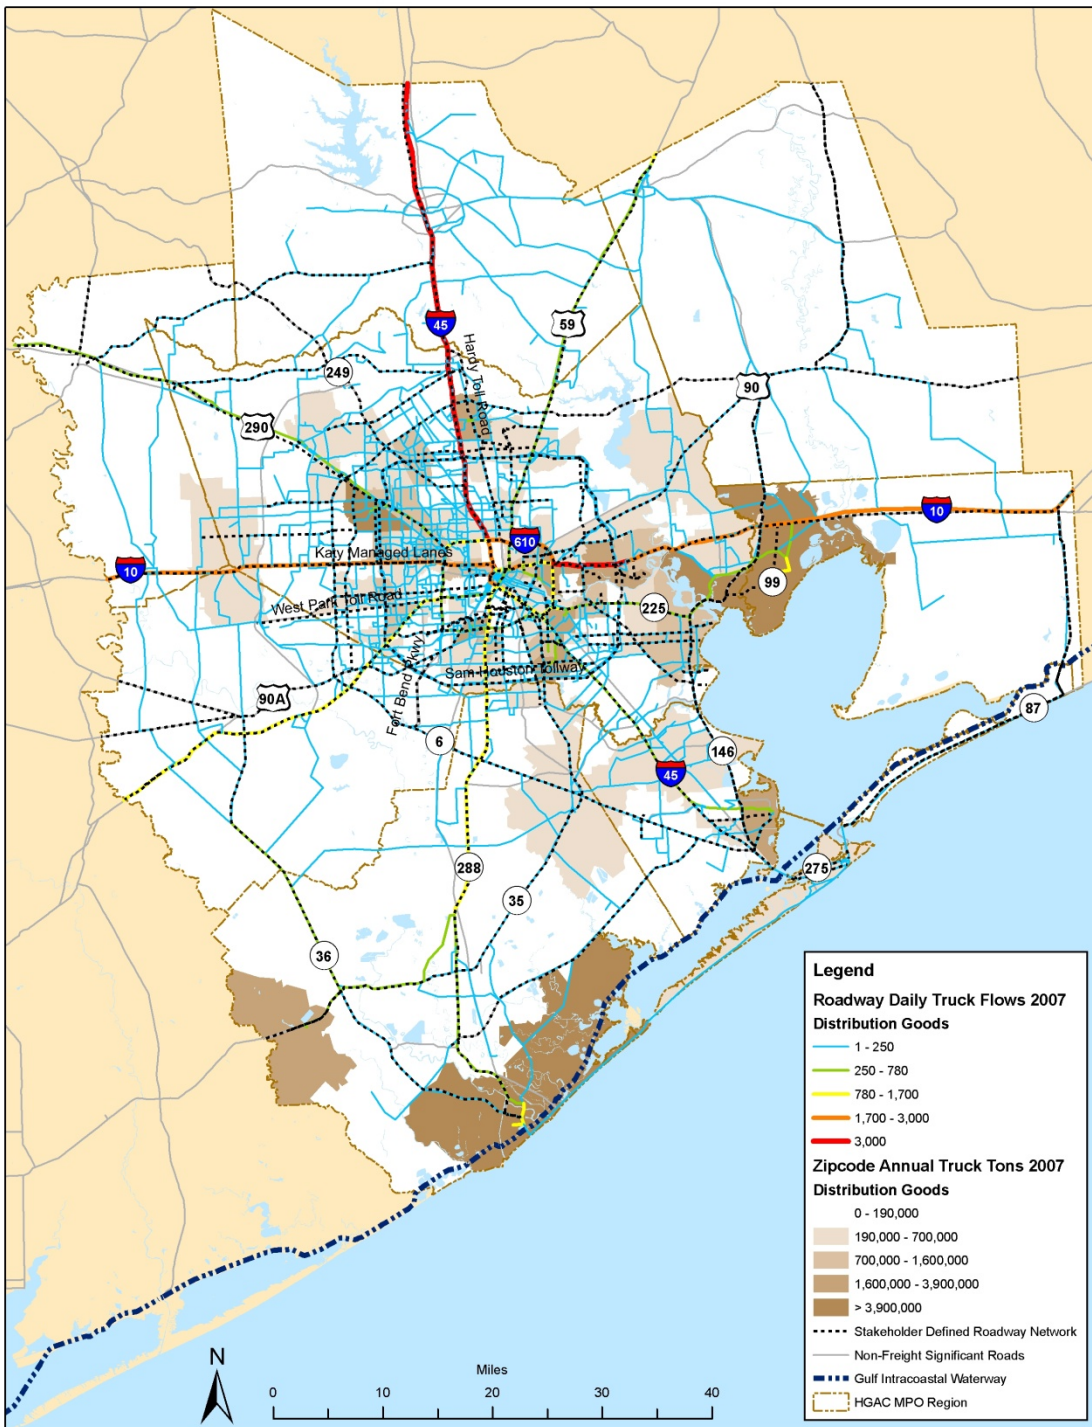 45
59
Hardy Toll Road
249
90
290
10
610
Katy Managed Lanes
10
99
West Park Toll Road
225
Sam Houston Tollway
Fort Bend Pkwy
90A
87
6
146
45
288
275
35
36
Legend
Roadway Daily Truck Flows 2007
Distribution Goods
1 - 250
250 - 780
780 - 1,700
1,700 - 3,000
3,000
Zipcode Annual Truck Tons 2007
Distribution Goods
0 - 190,000
190,000 - 700,000
700,000 - 1,600,000
1,600,000 - 3,900,000
> 3,900,000
Stakeholder Defined Roadway Network
Non-Freight Significant Roads
Gulf Intracoastal Waterway
HGAC MPO Region
N
Miles
0 10 20 30 40